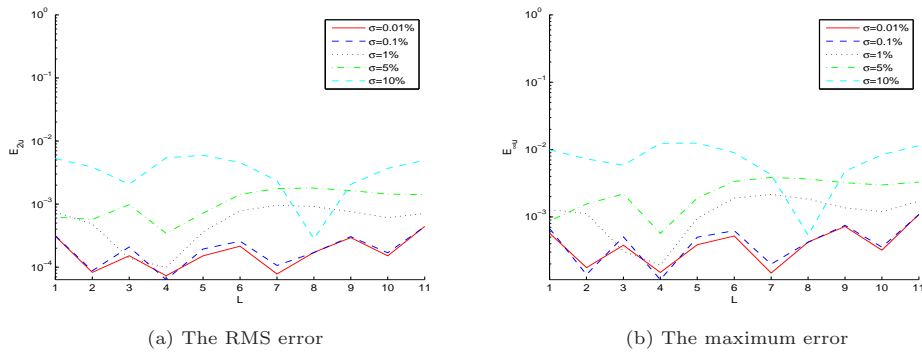 10⁰
10⁻¹
10⁻²
10⁻³
10⁻⁴
E₂ᵤ
1 2 3 4 5 6 7 8 9 10 11
L
σ=0.01%
σ=0.1%
σ=1%
σ=5%
σ=10%
(a) The RMS error
10⁰
10⁻¹
10⁻²
10⁻³
E∞u
1 2 3 4 5 6 7 8 9 10 11
L
σ=0.01%
σ=0.1%
σ=1%
σ=5%
σ=10%
(b) The maximum error